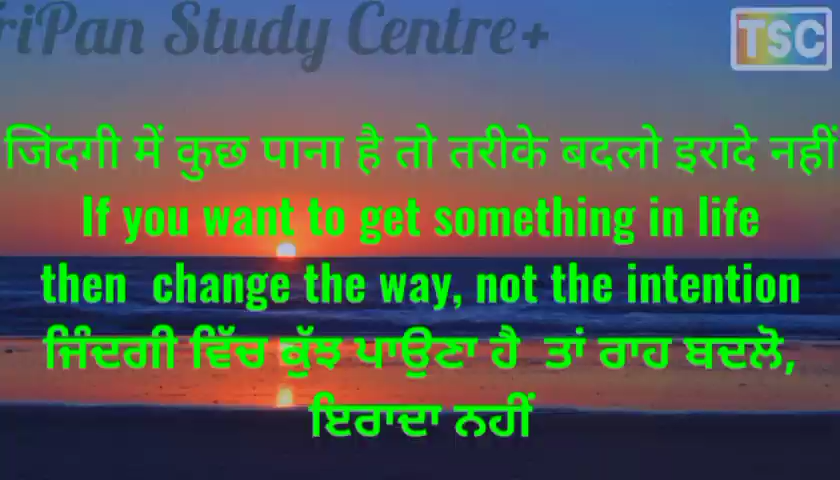 Pan Study Centre+
TSC
जिंदगी में कुछ पाना है तो तरीके बदलो इरादे नहीं
If you want to get something in life
then change the way, not the intention
ਜਿੰਦਗੀ ਵਿੱਚ ਕੁੱਝ ਪਾਉਣਾ ਹੈ ਤਾਂ ਰਾਹ ਬਦਲੋ,
ਇਰਾਦਾ ਨਹੀਂ